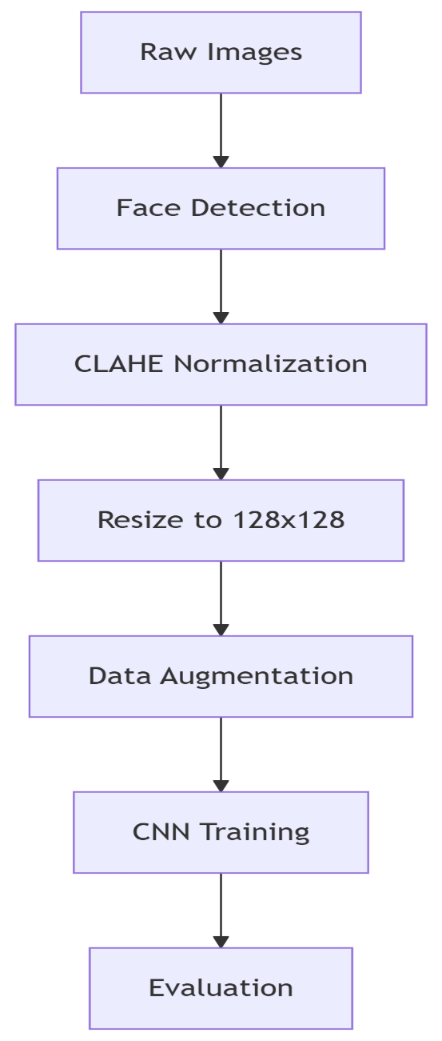 Raw Images
Face Detection
CLAHE Normalization
Resize to 128x128
Data Augmentation
CNN Training
Evaluation